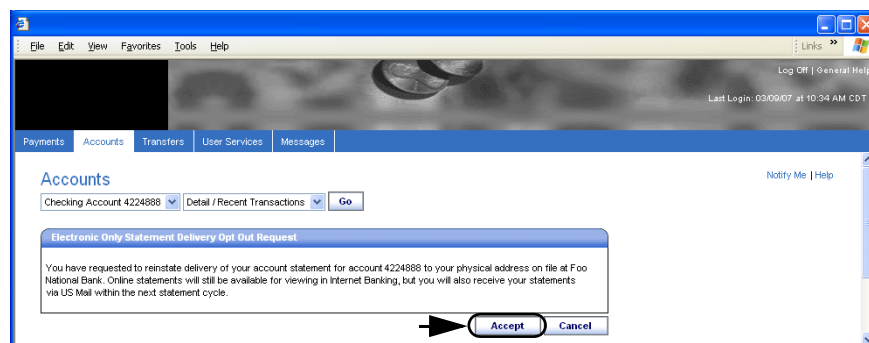 File Edit View Favorites Tools Help
Links »
Log Off | General Help
Last Login: 03/09/07 at 10:34 AM CDT
Payments Accounts Transfers User Services Messages
Accounts
Notify Me | Help
Checking Account 4224888 Detail / Recent Transactions Go
Electronic Only Statement Delivery Opt Out Request
You have requested to reinstate delivery of your account statement for account 4224888 to your physical address on file at Foo
National Bank. Online statements will still be available for viewing in Internet Banking, but you will also receive your statements
via US Mail within the next statement cycle.
Accept Cancel